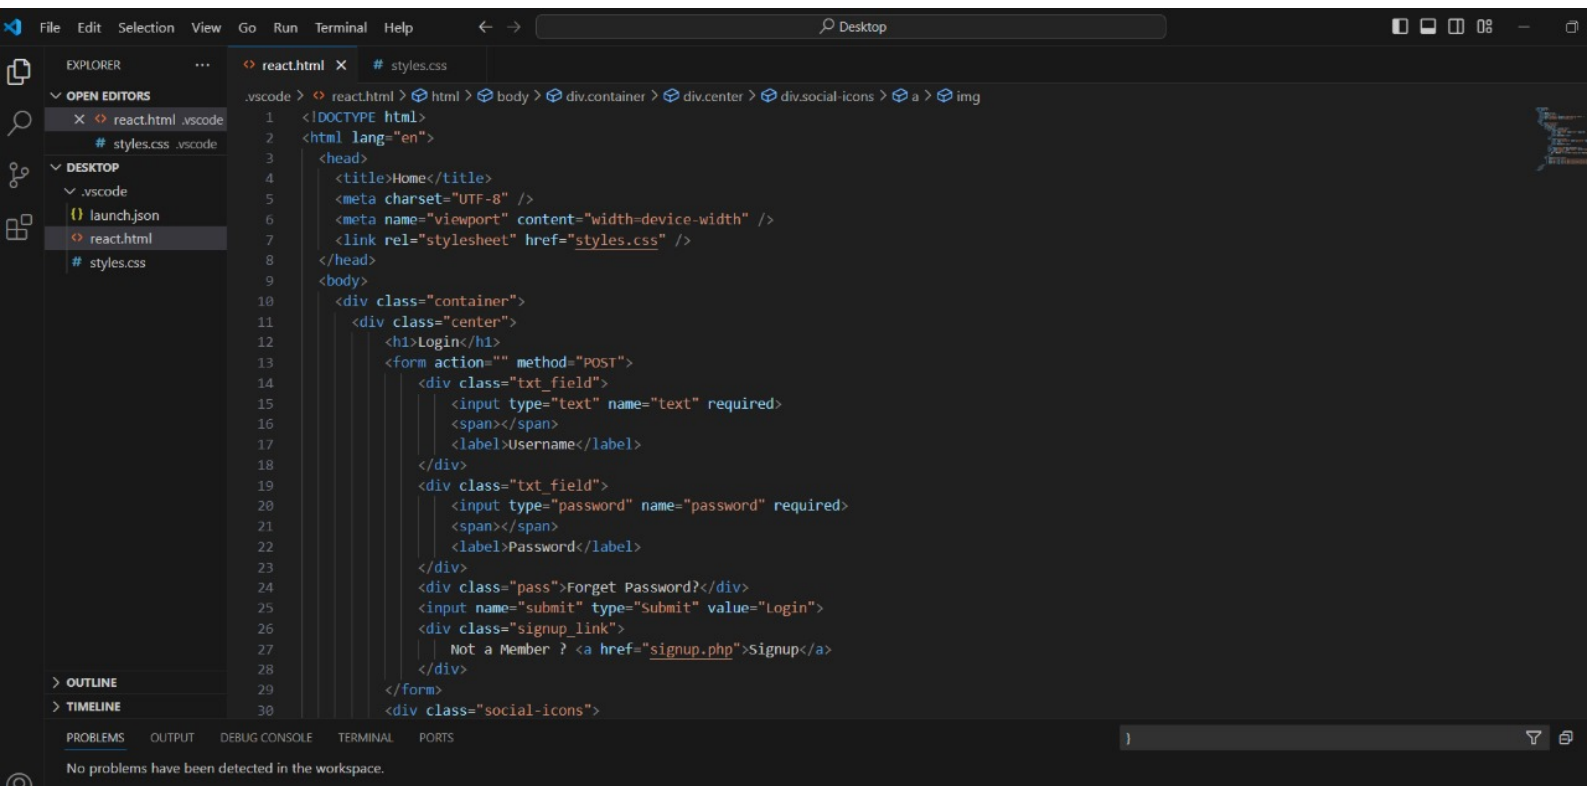 File Edit Selection View Go Run Terminal Help
Desktop
EXPLORER ...
OPEN EDITORS
react.html .vscode
# styles.css .vscode
DESKTOP
.vscode
{} launch.json
react.html
# styles.css
OUTLINE
TIMELINE
react.html
# styles.css
.vscode > react.html > html > body > div.container > div.center > div.social-icons > a > img
1 <!DOCTYPE html>
2 <html lang="en">
3 <head>
4 <title>Home</title>
5 <meta charset="UTF-8" />
6 <meta name="viewport" content="width=device-width" />
7 <link rel="stylesheet" href="styles.css" />
8 </head>
9 <body>
10 <div class="container">
11 <div class="center">
12 <h1>Login</h1>
13 <form action="" method="POST">
14 <div class="txt_field">
15 <input type="text" name="text" required>
16 <span></span>
17 <label>Username</label>
18 </div>
19 <div class="txt_field">
20 <input type="password" name="password" required>
21 <span></span>
22 <label>Password</label>
23 </div>
24 <div class="pass">Forget Password?</div>
25 <input name="submit" type="Submit" value="Login">
26 <div class="signup_link">
27 Not a Member ? <a href="signup.php">Signup</a>
28 </div>
29 </form>
30 <div class="social-icons">
PROBLEMS OUTPUT DEBUG CONSOLE TERMINAL PORTS
}
No problems have been detected in the workspace.